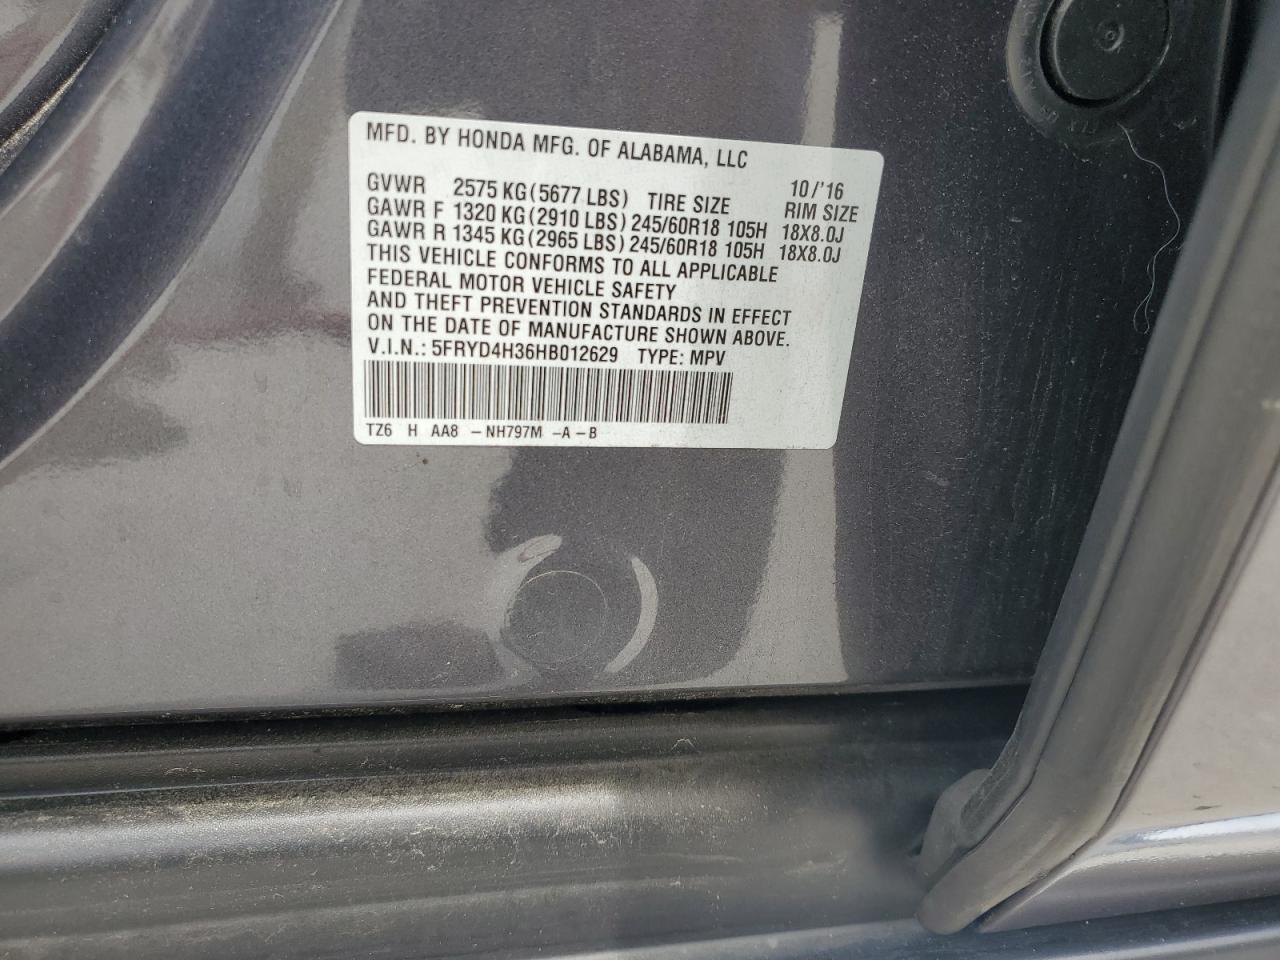 MFD. BY HONDA MFG. OF ALABAMA, LLC
10/'16
GVWR 2575 KG (5677 LBS) TIRE SIZE RIM SIZE
GAWR F 1320 KG (2910 LBS) 245/60R18 105H 18X8.0J
GAWR R 1345 KG (2965 LBS) 245/60R18 105H 18X8.0J
THIS VEHICLE CONFORMS TO ALL APPLICABLE
FEDERAL MOTOR VEHICLE SAFETY
AND THEFT PREVENTION STANDARDS IN EFFECT
ON THE DATE OF MANUFACTURE SHOWN ABOVE.
V.I.N.: 5FRYD4H36HB012629 TYPE: MPV
TZ6 H AA8 -NH797M -A-B